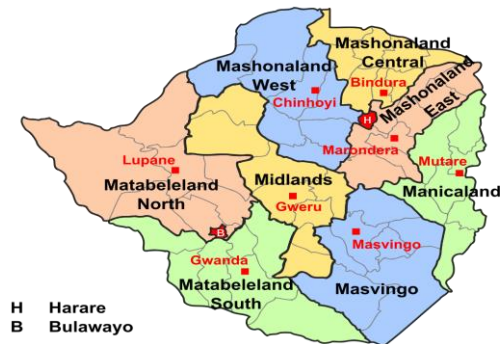 Mashonaland
Central
Bindura
Mashonaland
West
Chinhoyi
Mashonaland
East
H
Marondera
Mutare
Manicaland
Lupane
Matabeleland
North
Midlands
Gweru
B
Masvingo
Gwanda
Matabeleland
South
Masvingo
H Harare
B Bulawayo